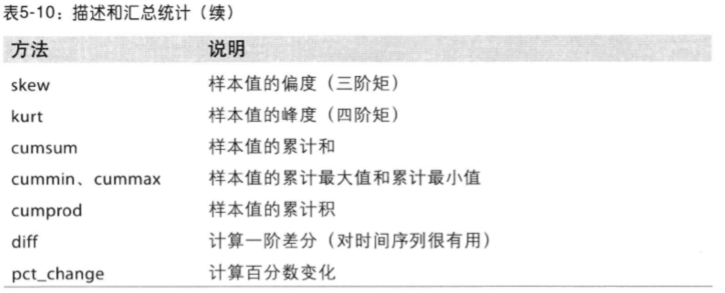 表5-10：描述和汇总统计（续）
方法 说明
skew 样本值的偏度（三阶矩）
kurt 样本值的峰度（四阶矩）
cumsum 样本值的累计和
cummin、cummax 样本值的累计最大值和累计最小值
cumprod 样本值的累计积
diff 计算一阶差分（对时间序列很有用）
pct_change 计算百分数变化